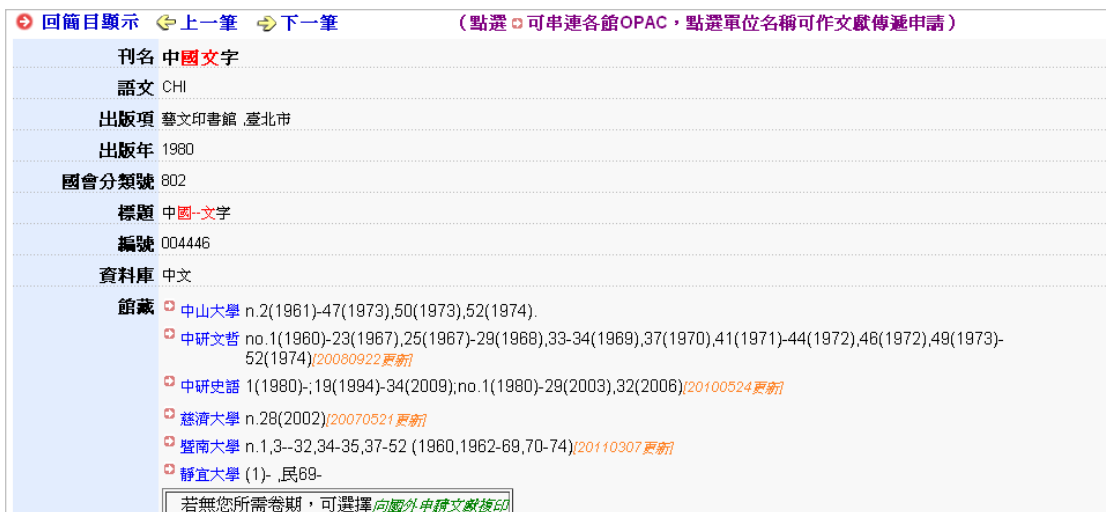 回簡目顯示 上一筆 下一筆 (點選可串連各館OPAC，點選單位名稱可作文獻傳遞申請)
刊名 中國文字
語文 CHI
出版項 藝文印書館 ,臺北市
出版年 1980
國會分類號 802
標題 中國--文字
編號 004446
資料庫 中文
館藏 中山大學 n.2(1961)-47(1973),50(1973),52(1974).
中研文哲 no.1(1960)-23(1967),25(1967)-29(1968),33-34(1969),37(1970),41(1971)-44(1972),46(1972),49(1973)-
52(1974)[20080922更新]
中研史語 1(1980)-;19(1994)-34(2009);no.1(1980)-29(2003),32(2006)[20100524更新]
慈濟大學 n.28(2002)[20070521更新]
暨南大學 n.1,3--32,34-35,37-52 (1960,1962-69,70-74)[20110307更新]
靜宜大學 (1)- ,民69-
若無您所需卷期，可選擇向國外申請文獻複印